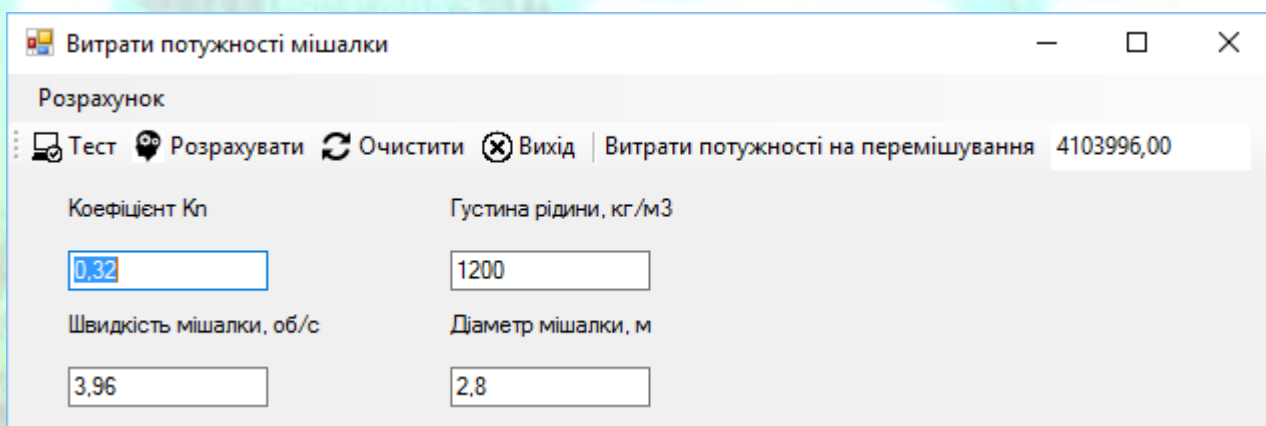 Витрати потужності мішалки
Розрахунок
Тест Розрахувати Очистити Вихід Витрати потужності на перемішування 4103996,00
Коефіцієнт Kn Густина рідини, кг/м3
0,32 1200
Швидкість мішалки, об/с Діаметр мішалки, м
3,96 2,8